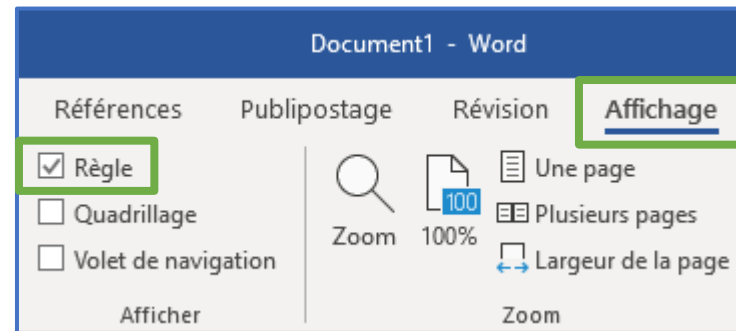 Document1 - Word
Références Publipostage Révision Affichage
Règle
Quadrillage
Volet de navigation
Afficher
Zoom
100
100%
Une page
Plusieurs pages
Largeur de la page
Zoom